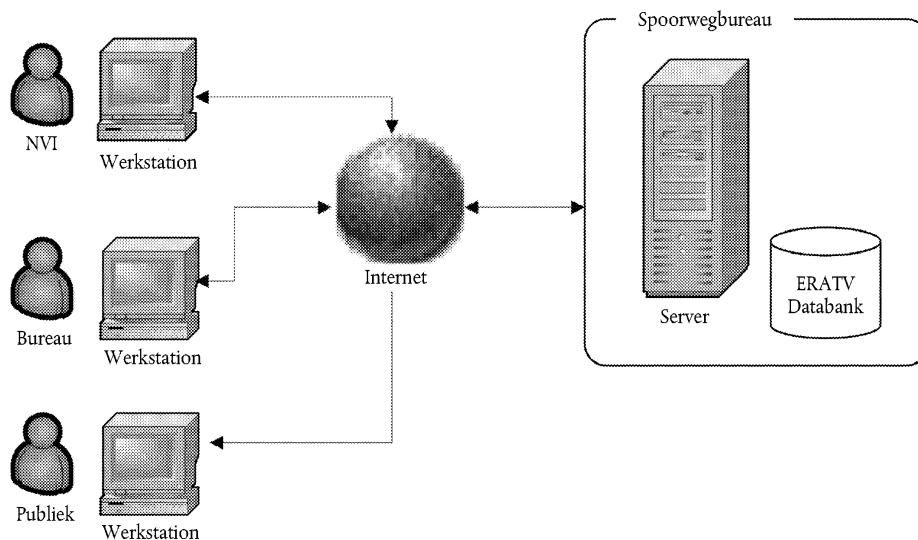 Spoorwegbureau
NVI
Werkstation
Internet
Bureau
Werkstation
Server
ERATV
Databank
Publiek
Werkstation